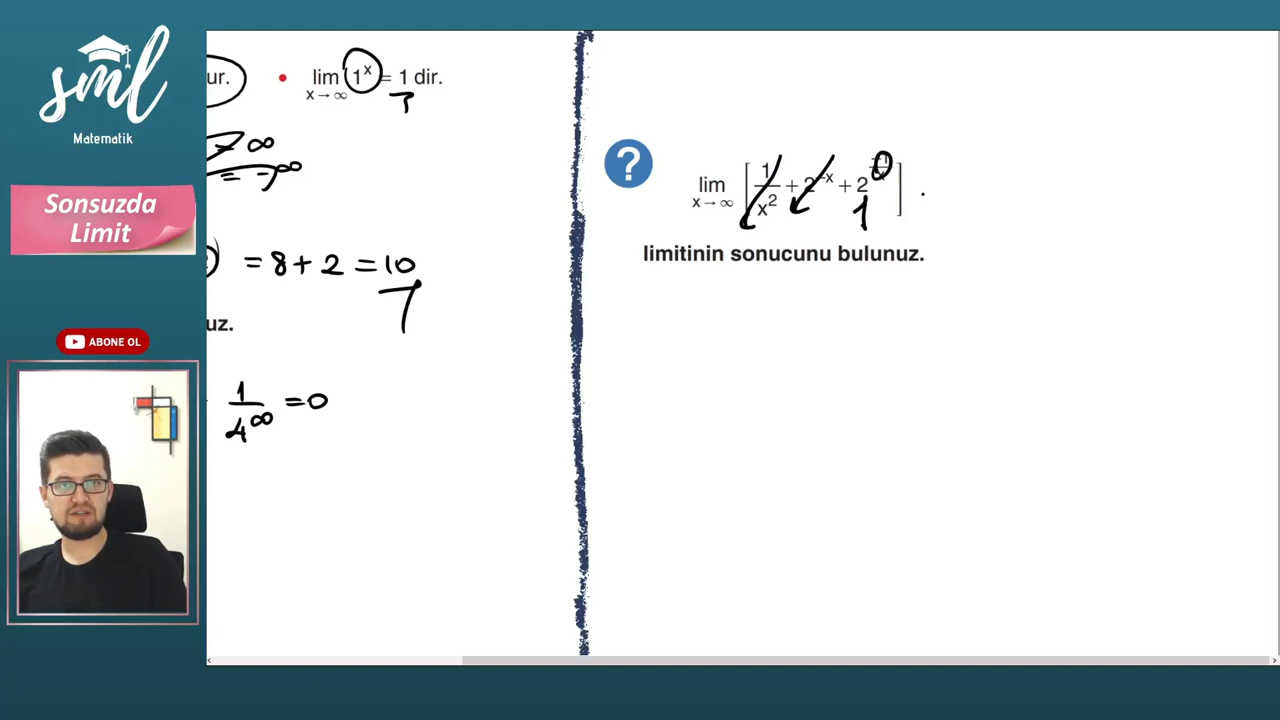 sml
Matematik
Sonsuzda
Limit
ABONE OL
ur.
• lim 1^x = 1 dir.
x→∞
∞
= -∞
= 8 + 2 = 10
uz.
1/4^∞ = 0
?
lim [1/x² + 2^-x + 2 ] .
x→∞
0
1
limitinin sonucunu bulunuz.